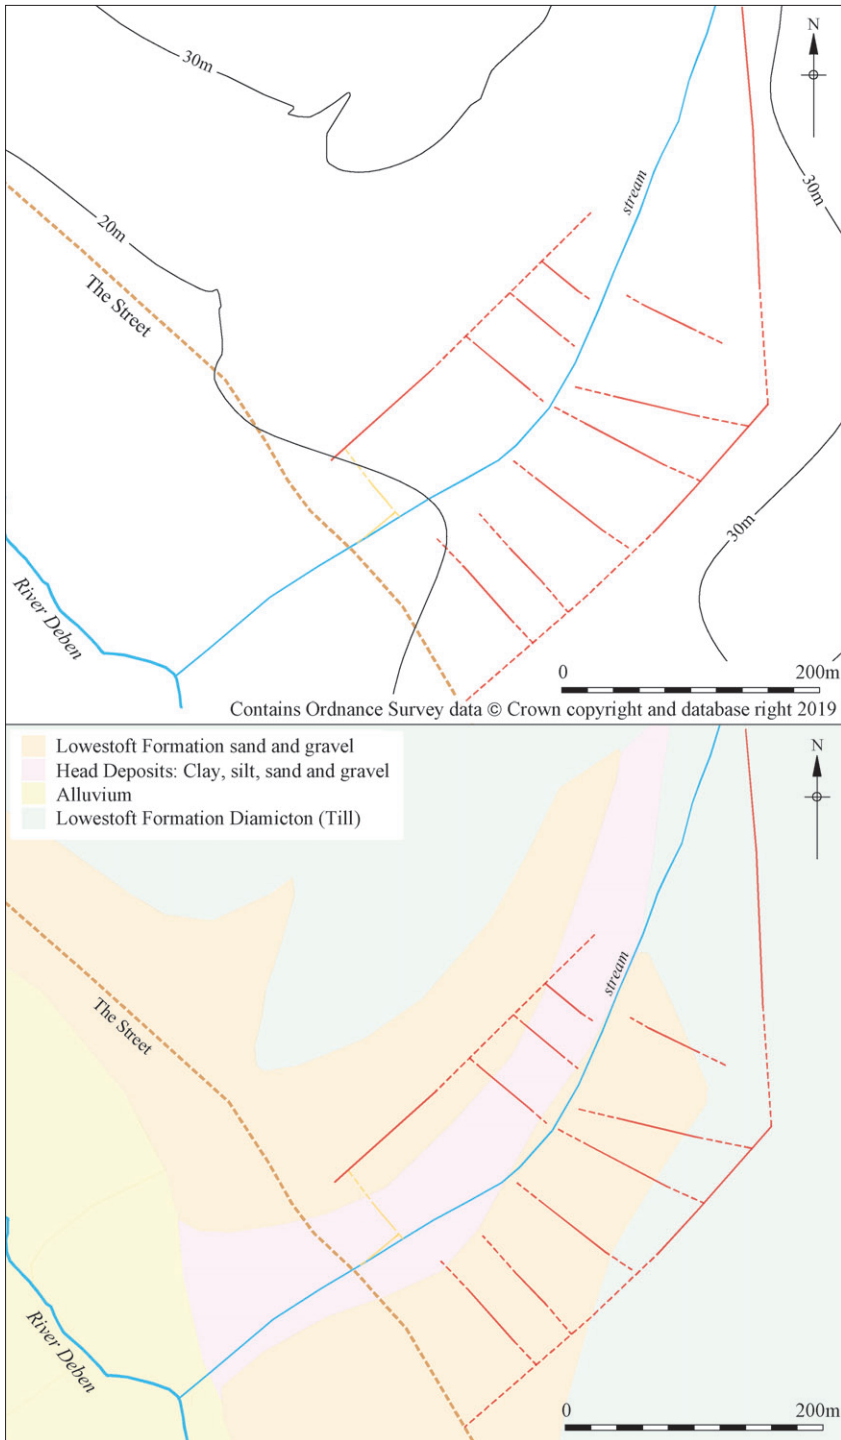 N
30m
stream
30m
20m
The Street
30m
River Deben
0 200m
Contains Ordnance Survey data © Crown copyright and database right 2019
Lowestoft Formation sand and gravel
Head Deposits: Clay, silt, sand and gravel
Alluvium
Lowestoft Formation Diamicton (Till)
N
stream
The Street
River Deben
0 200m